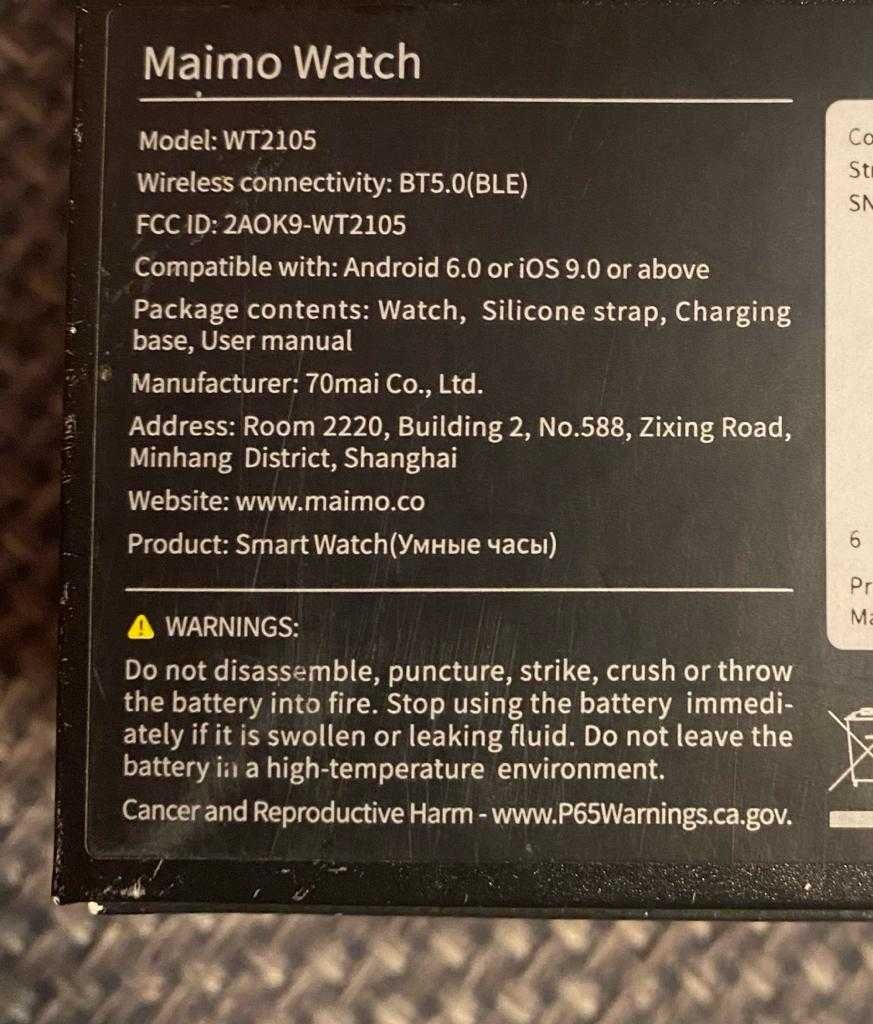 Maimo Watch
Model: WT2105
Wireless connectivity: BT5.0(BLE)
FCC ID: 2AOK9-WT2105
Compatible with: Android 6.0 or iOS 9.0 or above
Package contents: Watch, Silicone strap, Charging
base, User manual
Manufacturer: 70mai Co., Ltd.
Address: Room 2220, Building 2, No.588, Zixing Road,
Minhang District, Shanghai
Website: www.maimo.co
Product: Smart Watch(Умные часы)
WARNINGS:
Do not disassemble, puncture, strike, crush or throw
the battery into fire. Stop using the battery immedi-
ately if it is swollen or leaking fluid. Do not leave the
battery in a high-temperature environment.
Cancer and Reproductive Harm - www.P65Warnings.ca.gov.
SN
6